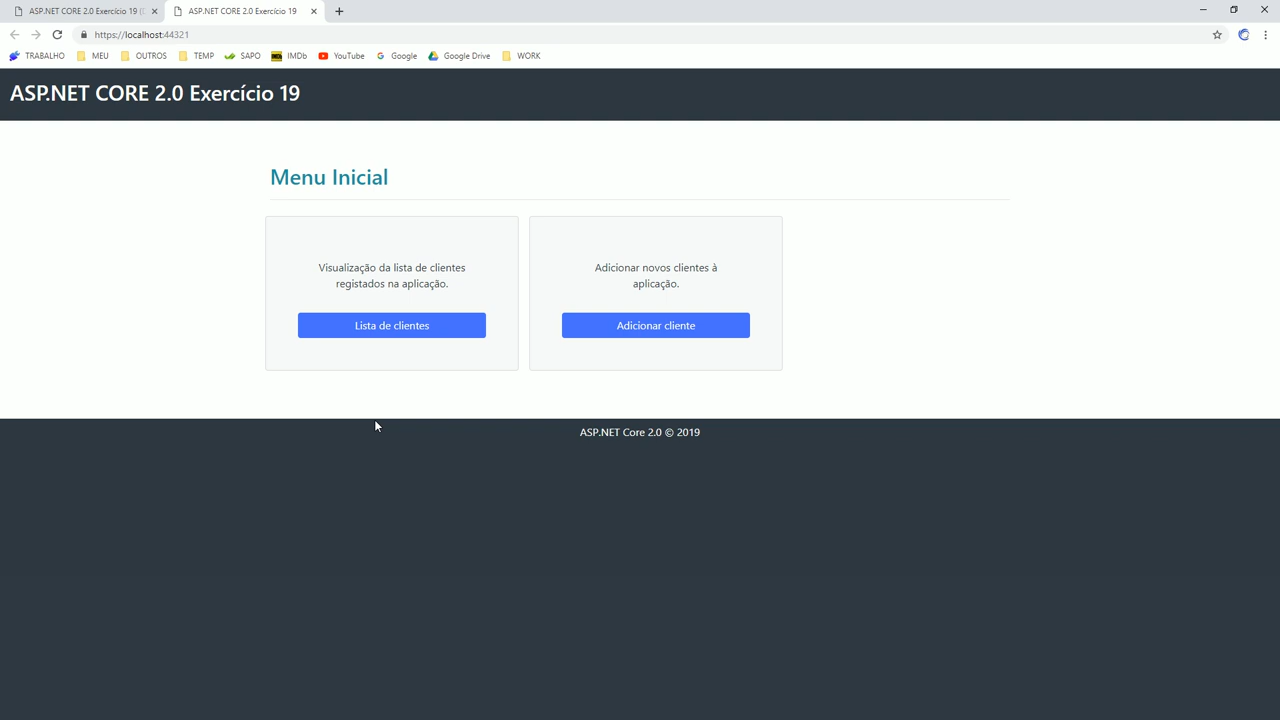 ASP.NET CORE 2.0 Exercício 19 (
ASP.NET CORE 2.0 Exercício 19
https://localhost:44321
TRABALHO MEU OUTROS TEMP SAPO IMDb YouTube Google Google Drive WORK
ASP.NET CORE 2.0 Exercício 19
Menu Inicial
Visualização da lista de clientes
registados na aplicação.
Lista de clientes
Adicionar novos clientes à
aplicação.
Adicionar cliente
ASP.NET Core 2.0 © 2019